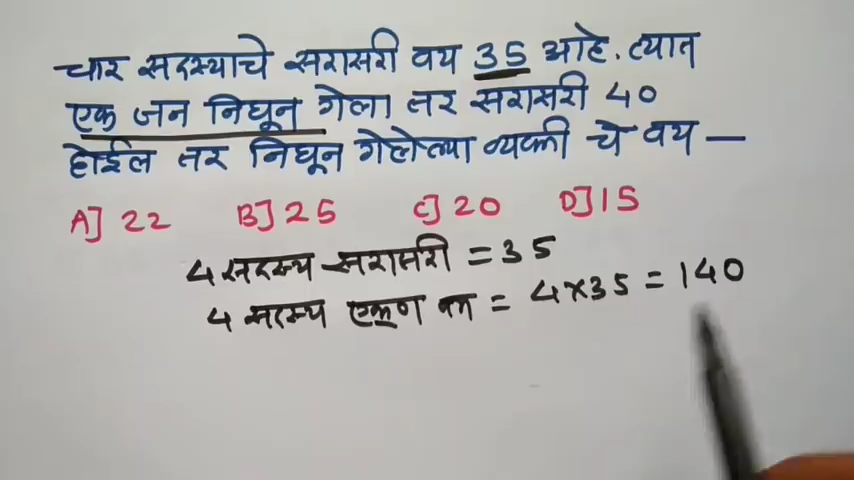 चार सदस्याचे सरासरी वय 35 आहे. त्यात
एक जन निघून गेला तर सरासरी 40
होईल तर निघून गेलेल्या व्यक्ती चे वय —
A] 22 B] 25 C] 20 D] 15
4 सदस्य सरासरी = 35
4 सदस्य एकूण वय = 4×35 = 140